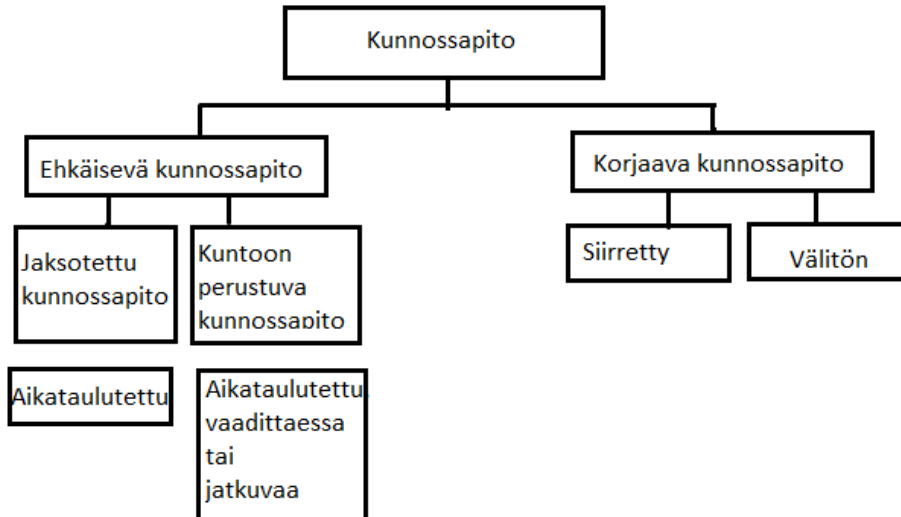 Kunnossapito
Ehkäisevä kunnossapito
Korjaava kunnossapito
Jaksotettu
kunnossapito
Kuntoon
perustuva
kunnossapito
Siirretty
Välitön
Aikataulutettu
Aikataulutettu,
vaadittaessa
tai
jatkuvaa